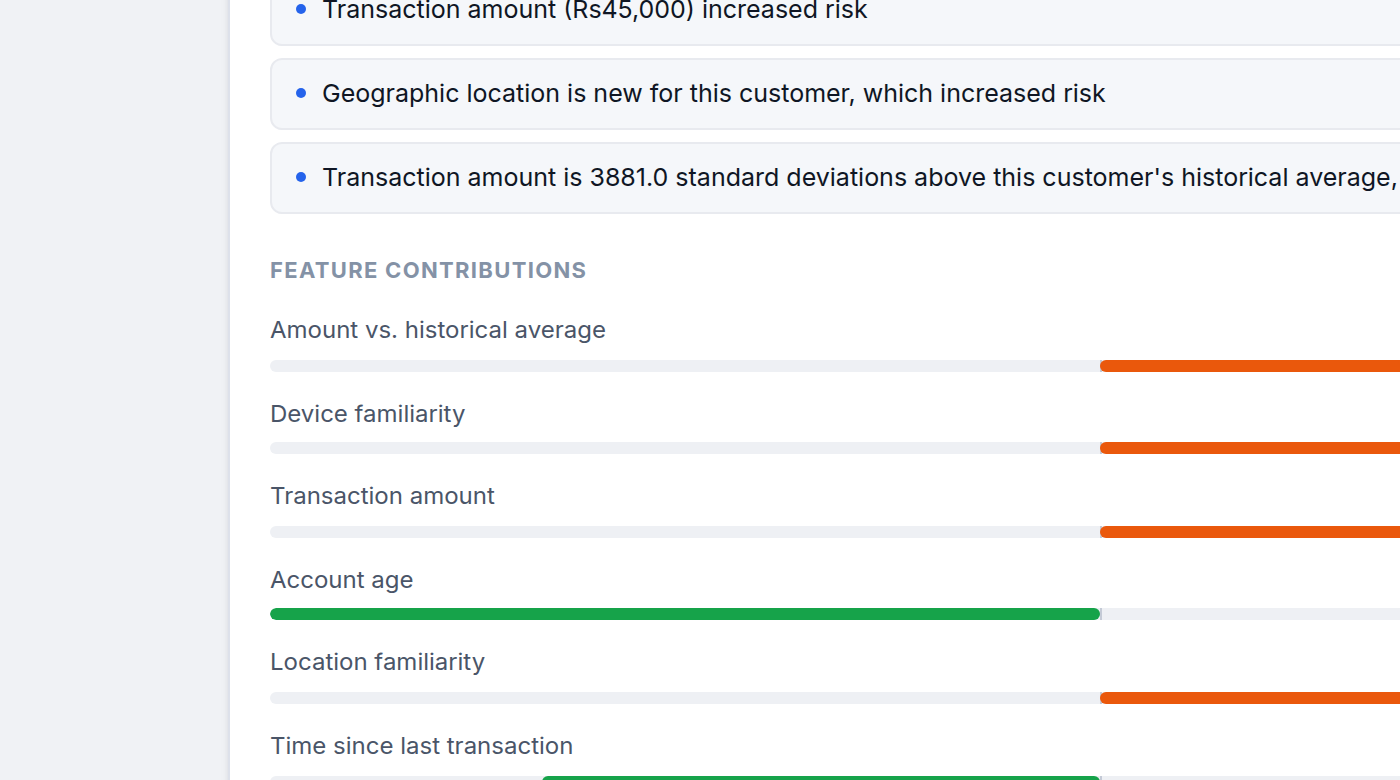 Transaction amount (Rs45,000) increased risk
Geographic location is new for this customer, which increased risk
Transaction amount is 3881.0 standard deviations above this customer's historical average,
FEATURE CONTRIBUTIONS
Amount vs. historical average
Device familiarity
Transaction amount
Account age
Location familiarity
Time since last transaction